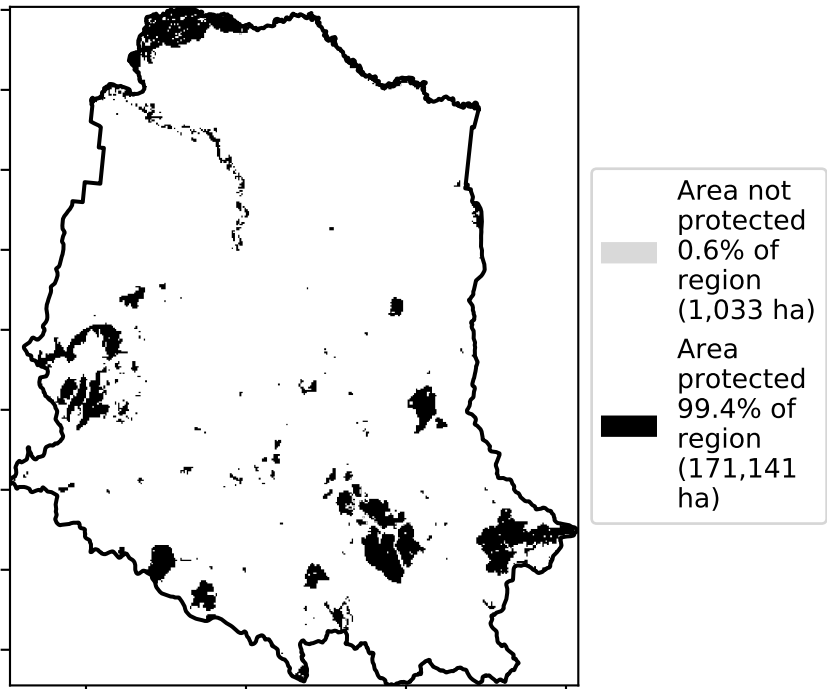 Area not
protected
0.6% of
region
(1,033 ha)
Area
protected
99.4% of
region
(171,141
ha)